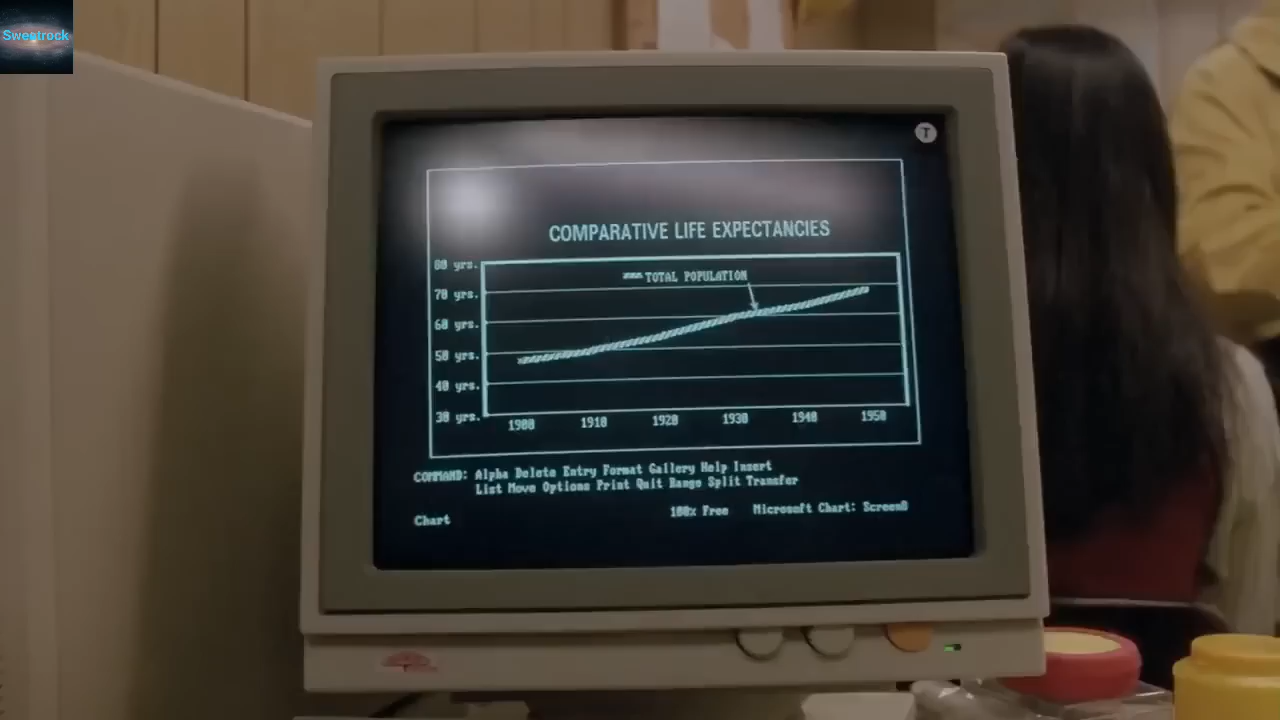 Sweetrock
T
COMPARATIVE LIFE EXPECTANCIES
80 yrs.
TOTAL POPULATION
70 yrs.
60 yrs.
50 yrs.
40 yrs.
30 yrs.
1900 1910 1920 1930 1940 1950
COMMAND: Alpha Delete Entry Format Gallery Help Insert
List Move Options Print Quit Range Split Transfer
100% Free Microsoft Chart: Screen0
Chart